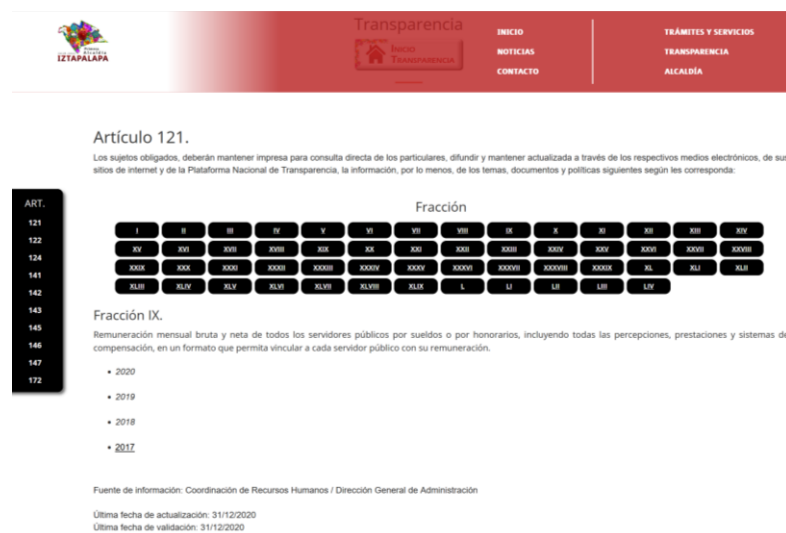 Primera
Alcaldía
IZTAPALAPA
Transparencia
INICIO
TRANSPARENCIA
INICIO
NOTICIAS
CONTACTO
TRÁMITES Y SERVICIOS
TRANSPARENCIA
ALCALDÍA
Artículo 121.
Los sujetos obligados, deberán mantener impresa para consulta directa de los particulares, difundir y mantener actualizada a través de los respectivos medios electrónicos, de sus
sitios de internet y de la Plataforma Nacional de Transparencia, la información, por lo menos, de los temas, documentos y políticas siguientes según les corresponda:
ART.
121
122
124
141
142
143
145
146
147
172
Fracción
I II III IV V VI VII VIII IX X XI XII XIII XIV
XV XVI XVII XVIII XIX XX XXI XXII XXIII XXIV XXV XXVI XXVII XXVIII
XXIX XXX XXXI XXXII XXXIII XXXIV XXXV XXXVI XXXVII XXXVIII XXXIX XL XLI XLII
XLIII XLIV XLV XLVI XLVII XLVIII XLIX L LI LII LIII LIV
Fracción IX.
Remuneración mensual bruta y neta de todos los servidores públicos por sueldos o por honorarios, incluyendo todas las percepciones, prestaciones y sistemas de
compensación, en un formato que permita vincular a cada servidor público con su remuneración.
• 2020
• 2019
• 2018
• 2017
Fuente de información: Coordinación de Recursos Humanos / Dirección General de Administración
Última fecha de actualización: 31/12/2020
Última fecha de validación: 31/12/2020